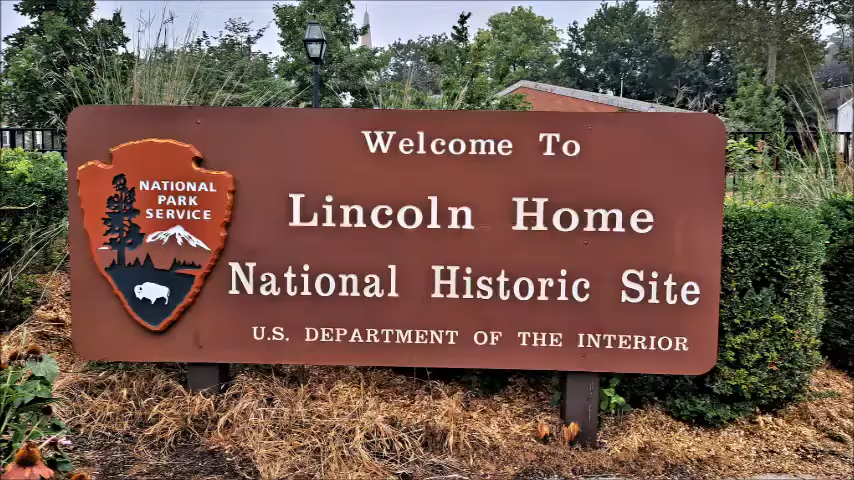 NATIONAL
PARK
SERVICE
Welcome To
Lincoln Home
National Historic Site
U.S. DEPARTMENT OF THE INTERIOR